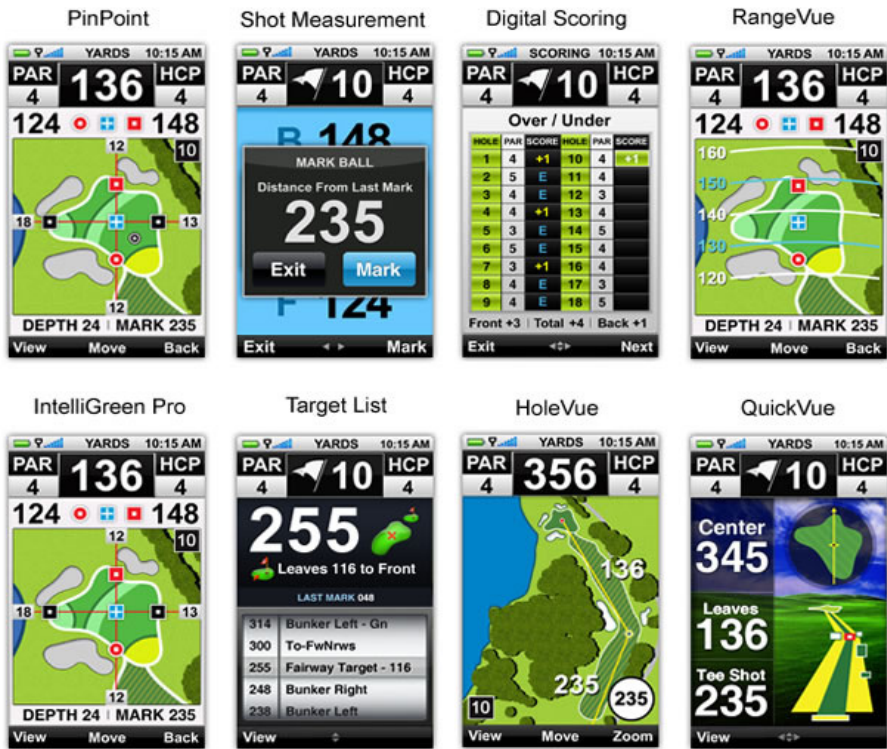 PinPoint
YARDS 10:15 AM
PAR 136 HCP
4 4
124 148
12
10
18 13
12
DEPTH 24 | MARK 235
View Move Back
Shot Measurement
YARDS 10:15 AM
PAR 10 HCP
4 4
B 148
MARK BALL
Distance From Last Mark
235
Exit Mark
F 124
Exit Mark
Digital Scoring
SCORING 10:15 AM
PAR 10 HCP
4 4
Over / Under
HOLE PAR SCORE HOLE PAR SCORE
1 4 +1 10 4 +1
2 5 E 11 4
3 4 E 12 3
4 4 +1 13 4
5 3 E 14 5
6 5 E 15 4
7 3 +1 16 4
8 4 E 17 3
9 4 E 18 5
Front +3 | Total +4 | Back +1
Exit Next
RangeVue
YARDS 10:15 AM
PAR 136 HCP
4 4
124 148
160 10
150
140
130
120
DEPTH 24 | MARK 235
View Move Back
IntelliGreen Pro
YARDS 10:15 AM
PAR 136 HCP
4 4
124 148
12
10
18 13
12
DEPTH 24 | MARK 235
View Move Back
Target List
YARDS 10:15 AM
PAR 10 HCP
4 4
255
Leaves 116 to Front
LAST MARK 048
314 Bunker Left - Gn
300 To-FwNrws
255 Fairway Target - 116
248 Bunker Right
238 Bunker Left
View
HoleVue
YARDS 10:15 AM
PAR 356 HCP
4 4
136
235
235
10
View Move Zoom
QuickVue
YARDS 10:15 AM
PAR 10 HCP
4 4
Center
345
Leaves
136
Tee Shot
235
View